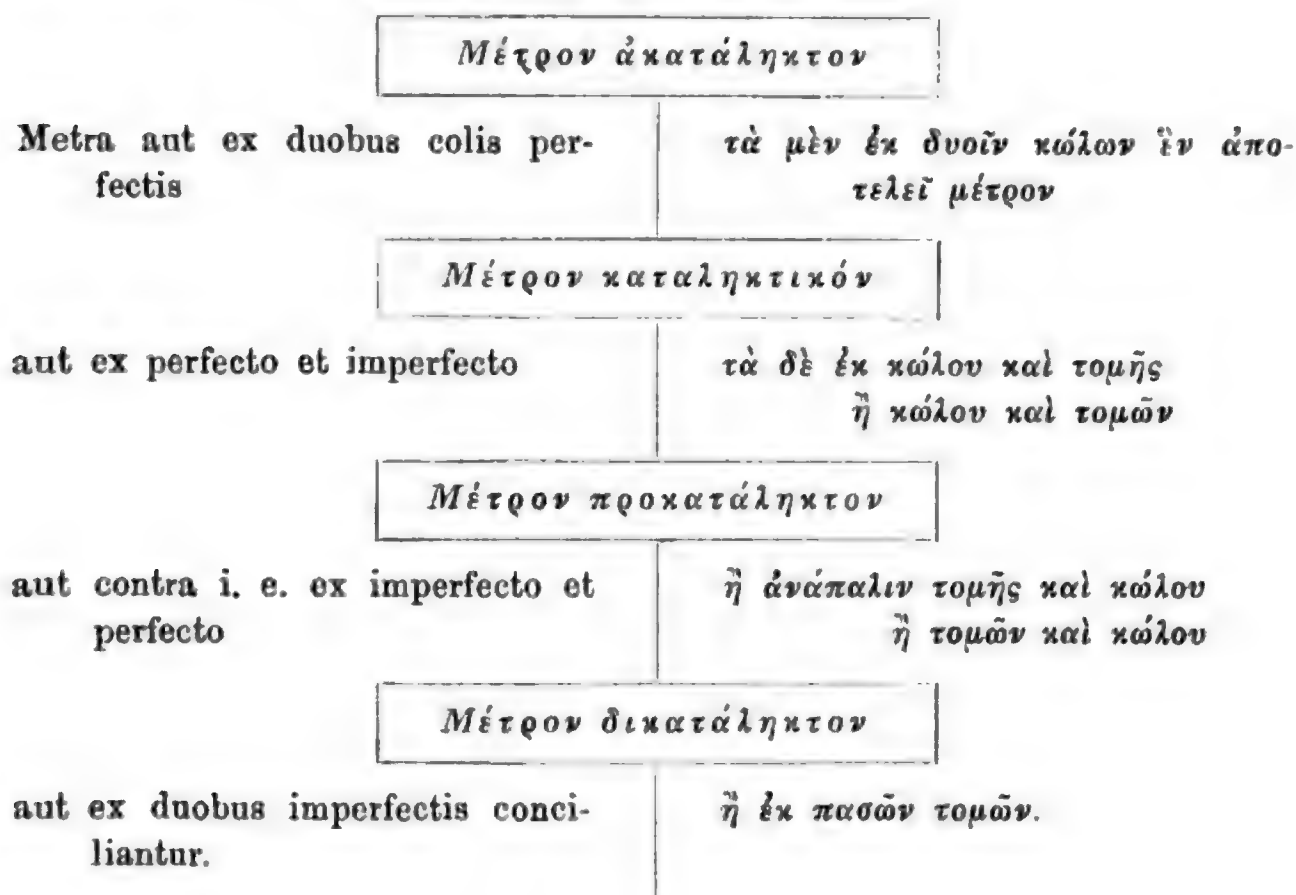 Μέτρον ἀκατάληκτον
Metra aut ex duobus colis per-
fectis
τὰ μὲν ἐκ δυοῖν κώλων ἓν ἀπο-
τελεῖ μέτρον
Μέτρον καταληκτικόν
aut ex perfecto et imperfecto
τὰ δὲ ἐκ κώλου καὶ τομῆς
ἢ κώλου καὶ τομῶν
Μέτρον προκατάληκτον
aut contra i. e. ex imperfecto et
perfecto
ἢ ἀνάπαλιν τομῆς καὶ κώλου
ἢ τομῶν καὶ κώλου
Μέτρον δικατάληκτον
aut ex duobus imperfectis conci-
liantur.
ἢ ἐκ πασῶν τομῶν.